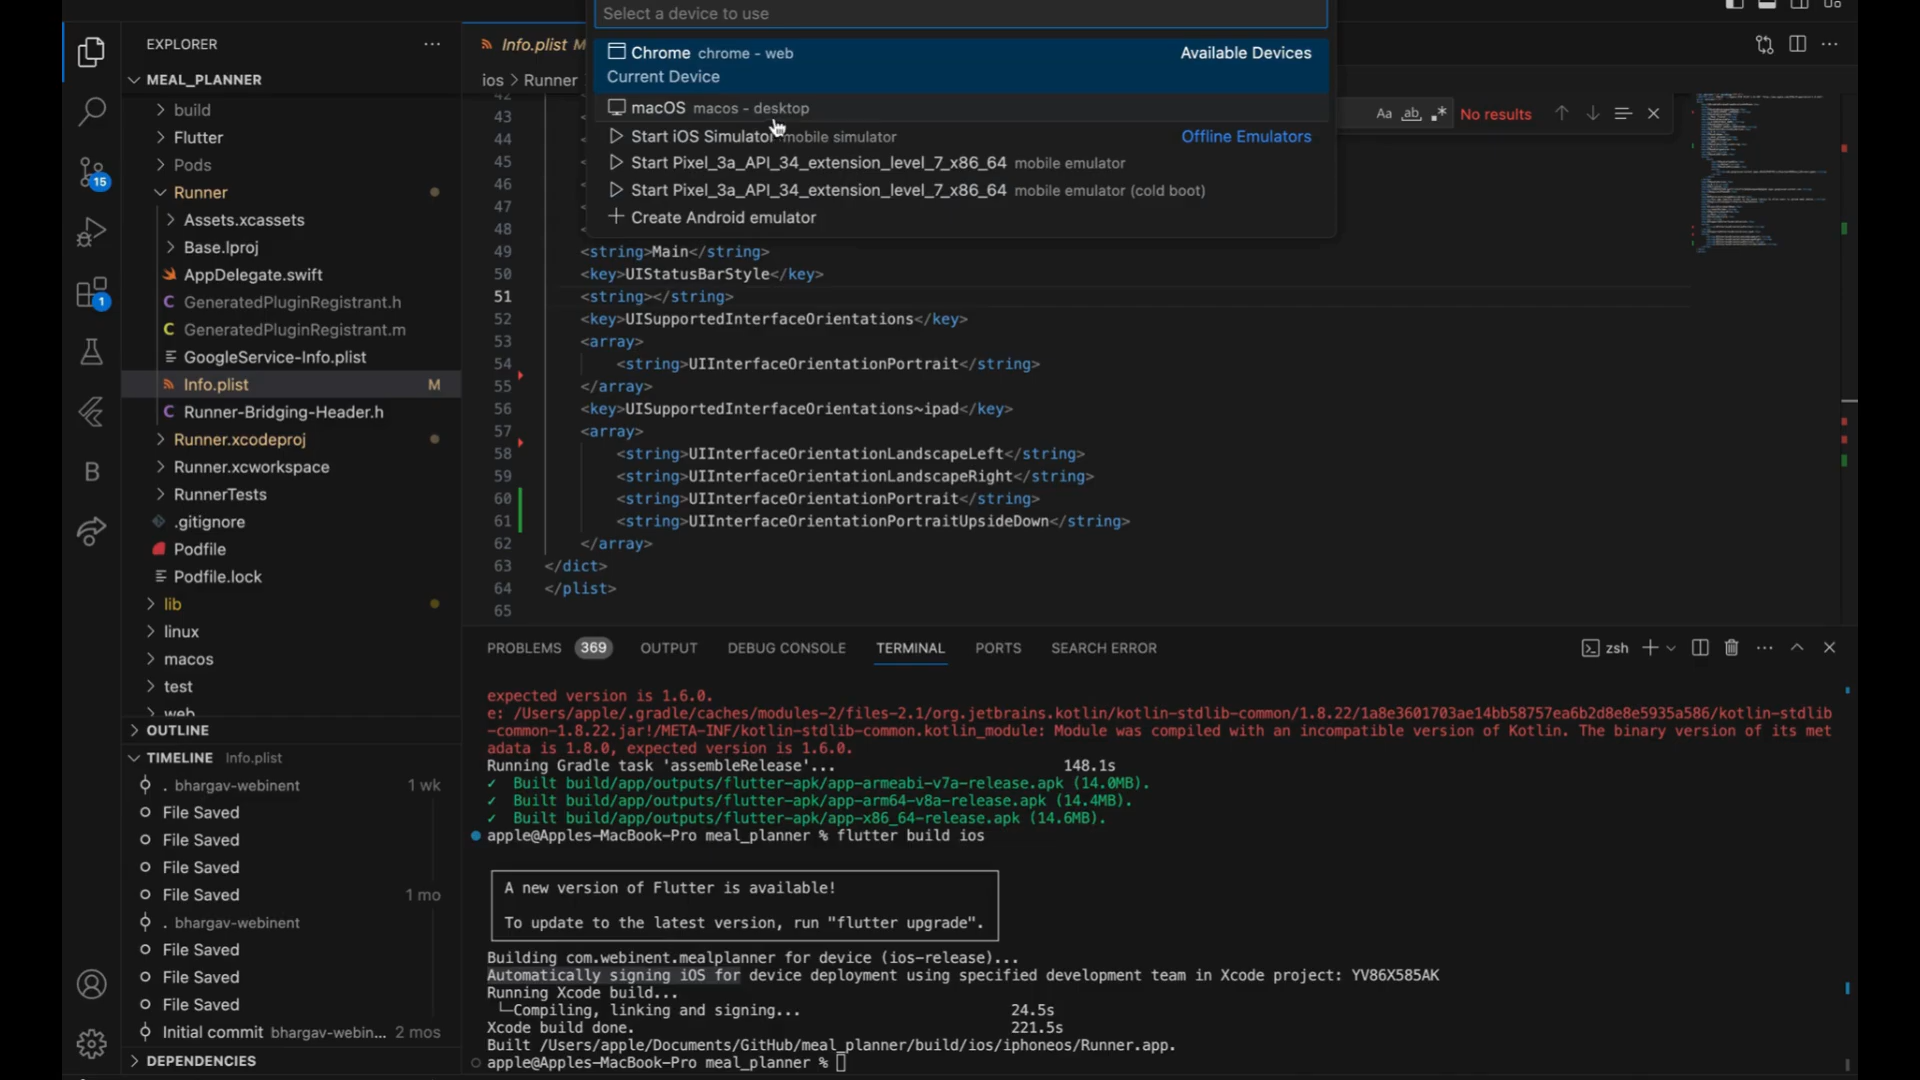 Select a device to use
Chrome chrome - web Available Devices
Current Device
macOS macos - desktop
Start iOS Simulator mobile simulator Offline Emulators
Start Pixel_3a_API_34_extension_level_7_x86_64 mobile emulator
Start Pixel_3a_API_34_extension_level_7_x86_64 mobile emulator (cold boot)
Create Android emulator
EXPLORER
MEAL_PLANNER
build
Flutter
Pods
Runner
Assets.xcassets
Base.lproj
AppDelegate.swift
GeneratedPluginRegistrant.h
GeneratedPluginRegistrant.m
GoogleService-Info.plist
Info.plist M
Runner-Bridging-Header.h
Runner.xcodeproj
Runner.xcworkspace
RunnerTests
.gitignore
Podfile
Podfile.lock
lib
linux
macos
test
web
OUTLINE
TIMELINE Info.plist
. bhargav-webinent 1 wk
File Saved
File Saved
File Saved
File Saved 1 mo
. bhargav-webinent
File Saved
File Saved
File Saved
Initial commit bhargav-webin... 2 mos
DEPENDENCIES
15
1
B
Info.plist M
ios > Runner
Aa ab No results
42
43
44
45
46
47
48
49 <string>Main</string>
50 <key>UIStatusBarStyle</key>
51 <string></string>
52 <key>UISupportedInterfaceOrientations</key>
53 <array>
54 <string>UIInterfaceOrientationPortrait</string>
55 </array>
56 <key>UISupportedInterfaceOrientations~ipad</key>
57 <array>
58 <string>UIInterfaceOrientationLandscapeLeft</string>
59 <string>UIInterfaceOrientationLandscapeRight</string>
60 <string>UIInterfaceOrientationPortrait</string>
61 <string>UIInterfaceOrientationPortraitUpsideDown</string>
62 </array>
63 </dict>
64 </plist>
65
PROBLEMS 369 OUTPUT DEBUG CONSOLE TERMINAL PORTS SEARCH ERROR
zsh
expected version is 1.6.0.
e: /Users/apple/.gradle/caches/modules-2/files-2.1/org.jetbrains.kotlin/kotlin-stdlib-common/1.8.22/1a8e3601703ae14bb58757ea6b2d8e8e5935a586/kotlin-stdlib
-common-1.8.22.jar!/META-INF/kotlin-stdlib-common.kotlin_module: Module was compiled with an incompatible version of Kotlin. The binary version of its met
adata is 1.8.0, expected version is 1.6.0.
Running Gradle task 'assembleRelease'... 148.1s
✓ Built build/app/outputs/flutter-apk/app-armeabi-v7a-release.apk (14.0MB).
✓ Built build/app/outputs/flutter-apk/app-arm64-v8a-release.apk (14.4MB).
✓ Built build/app/outputs/flutter-apk/app-x86_64-release.apk (14.6MB).
apple@Apples-MacBook-Pro meal_planner % flutter build ios
A new version of Flutter is available!
To update to the latest version, run "flutter upgrade".
Building com.webinent.mealplanner for device (ios-release)...
Automatically signing iOS for device deployment using specified development team in Xcode project: YV86X585AK
Running Xcode build...
└─Compiling, linking and signing... 24.5s
Xcode build done. 221.5s
Built /Users/apple/Documents/GitHub/meal_planner/build/ios/iphoneos/Runner.app.
apple@Apples-MacBook-Pro meal_planner %